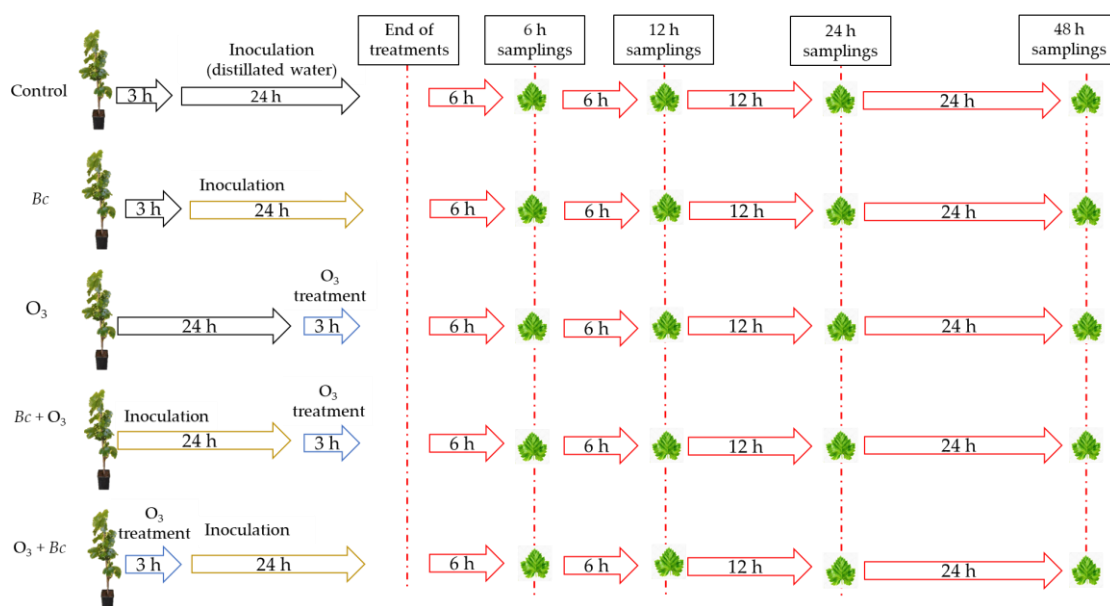 End of
treatments
6 h
samplings
12 h
samplings
24 h
samplings
48 h
samplings
Control
3 h
Inoculation
(distillated water)
24 h
6 h
6 h
12 h
24 h
Bc
3 h
Inoculation
24 h
6 h
6 h
12 h
24 h
O₃
24 h
O₃
treatment
3 h
6 h
6 h
12 h
24 h
Bc + O₃
Inoculation
24 h
O₃
treatment
3 h
6 h
6 h
12 h
24 h
O₃ + Bc
O₃
treatment
3 h
Inoculation
24 h
6 h
6 h
12 h
24 h